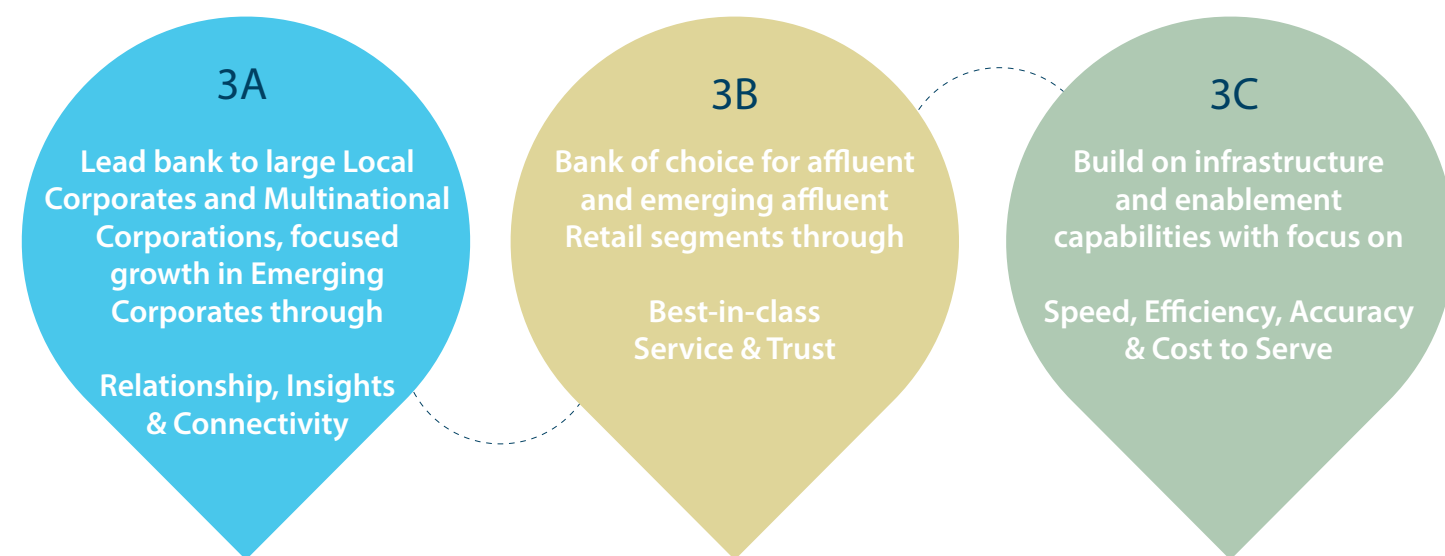 3A
Lead bank to large Local
Corporates and Multinational
Corporations, focused
growth in Emerging
Corporates through
Relationship, Insights
& Connectivity
3B
Bank of choice for affluent
and emerging affluent
Retail segments through
Best-in-class
Service & Trust
3C
Build on infrastructure
and enablement
capabilities with focus on
Speed, Efficiency, Accuracy
& Cost to Serve